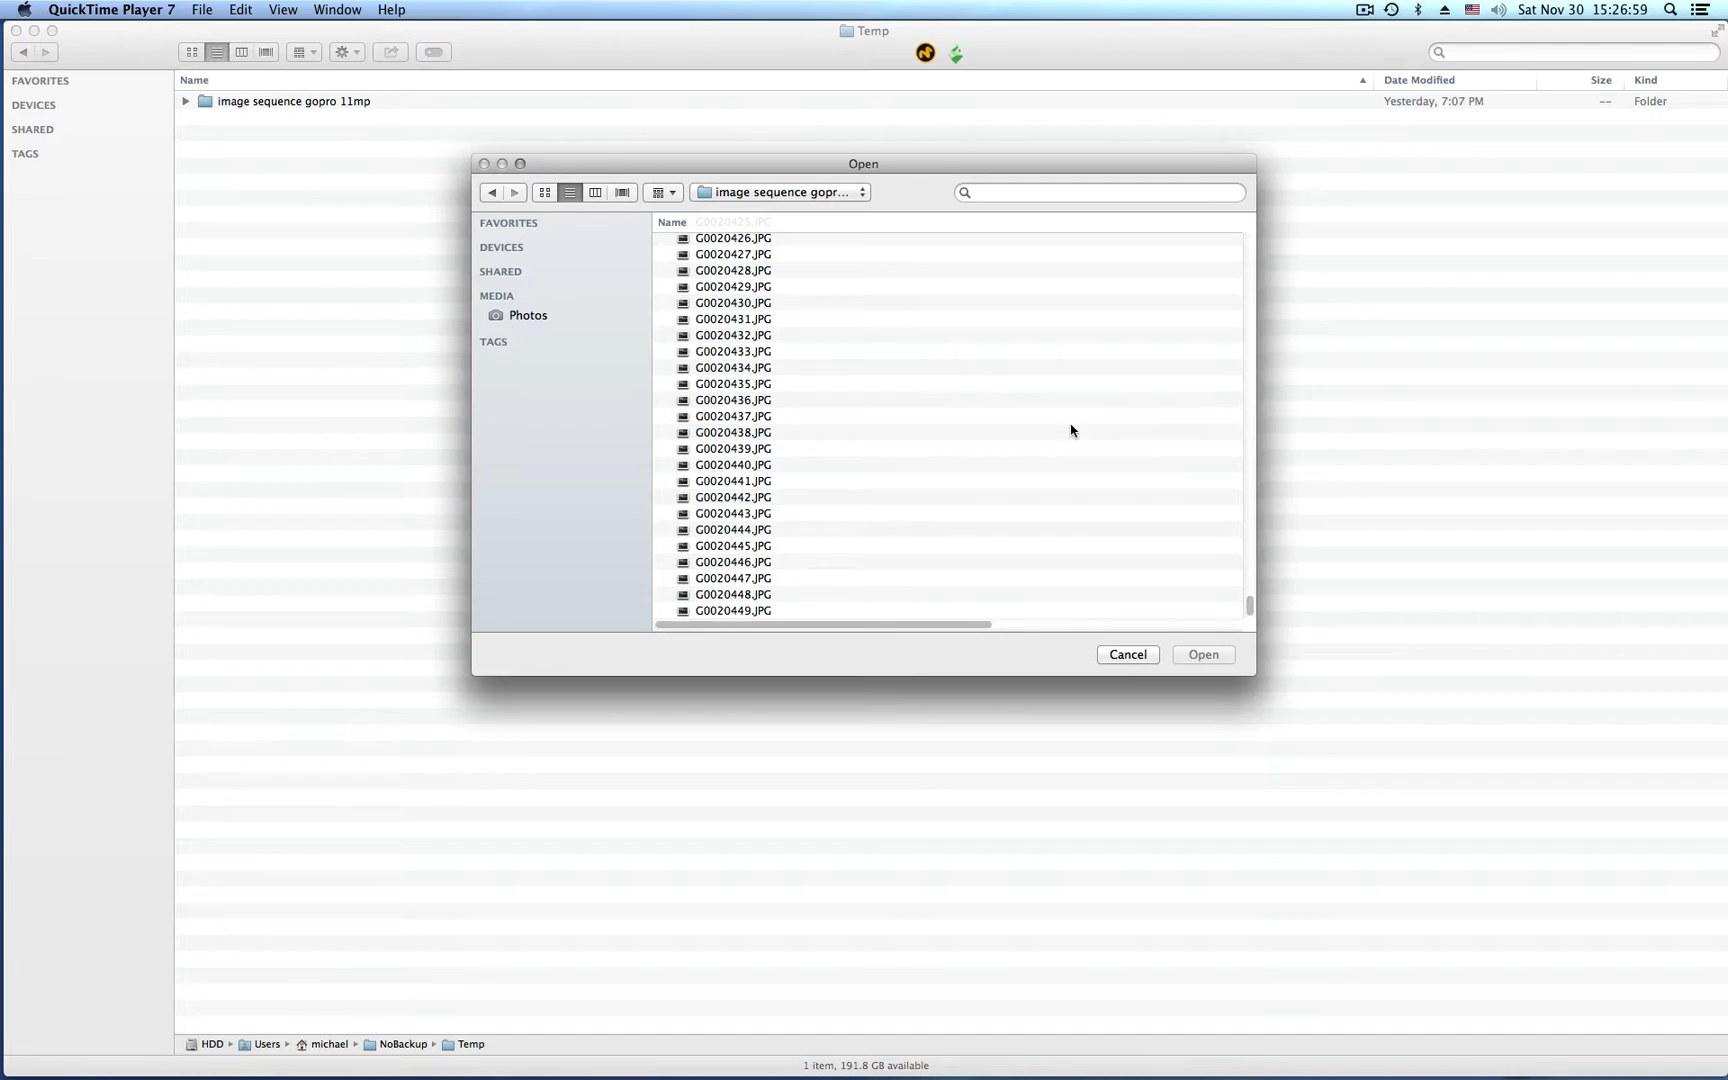 QuickTime Player 7 File Edit View Window Help Sat Nov 30 15:26:59
Temp
FAVORITES
DEVICES
SHARED
TAGS
Name Date Modified Size Kind
image sequence gopro 11mp Yesterday, 7:07 PM -- Folder
Open
image sequence gopr...
FAVORITES
DEVICES
SHARED
MEDIA
Photos
TAGS
Name G0020425.JPG
G0020426.JPG
G0020427.JPG
G0020428.JPG
G0020429.JPG
G0020430.JPG
G0020431.JPG
G0020432.JPG
G0020433.JPG
G0020434.JPG
G0020435.JPG
G0020436.JPG
G0020437.JPG
G0020438.JPG
G0020439.JPG
G0020440.JPG
G0020441.JPG
G0020442.JPG
G0020443.JPG
G0020444.JPG
G0020445.JPG
G0020446.JPG
G0020447.JPG
G0020448.JPG
G0020449.JPG
Cancel Open
HDD Users michael NoBackup Temp
1 item, 191.8 GB available